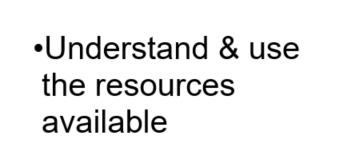 •Understand & use
the resources
available